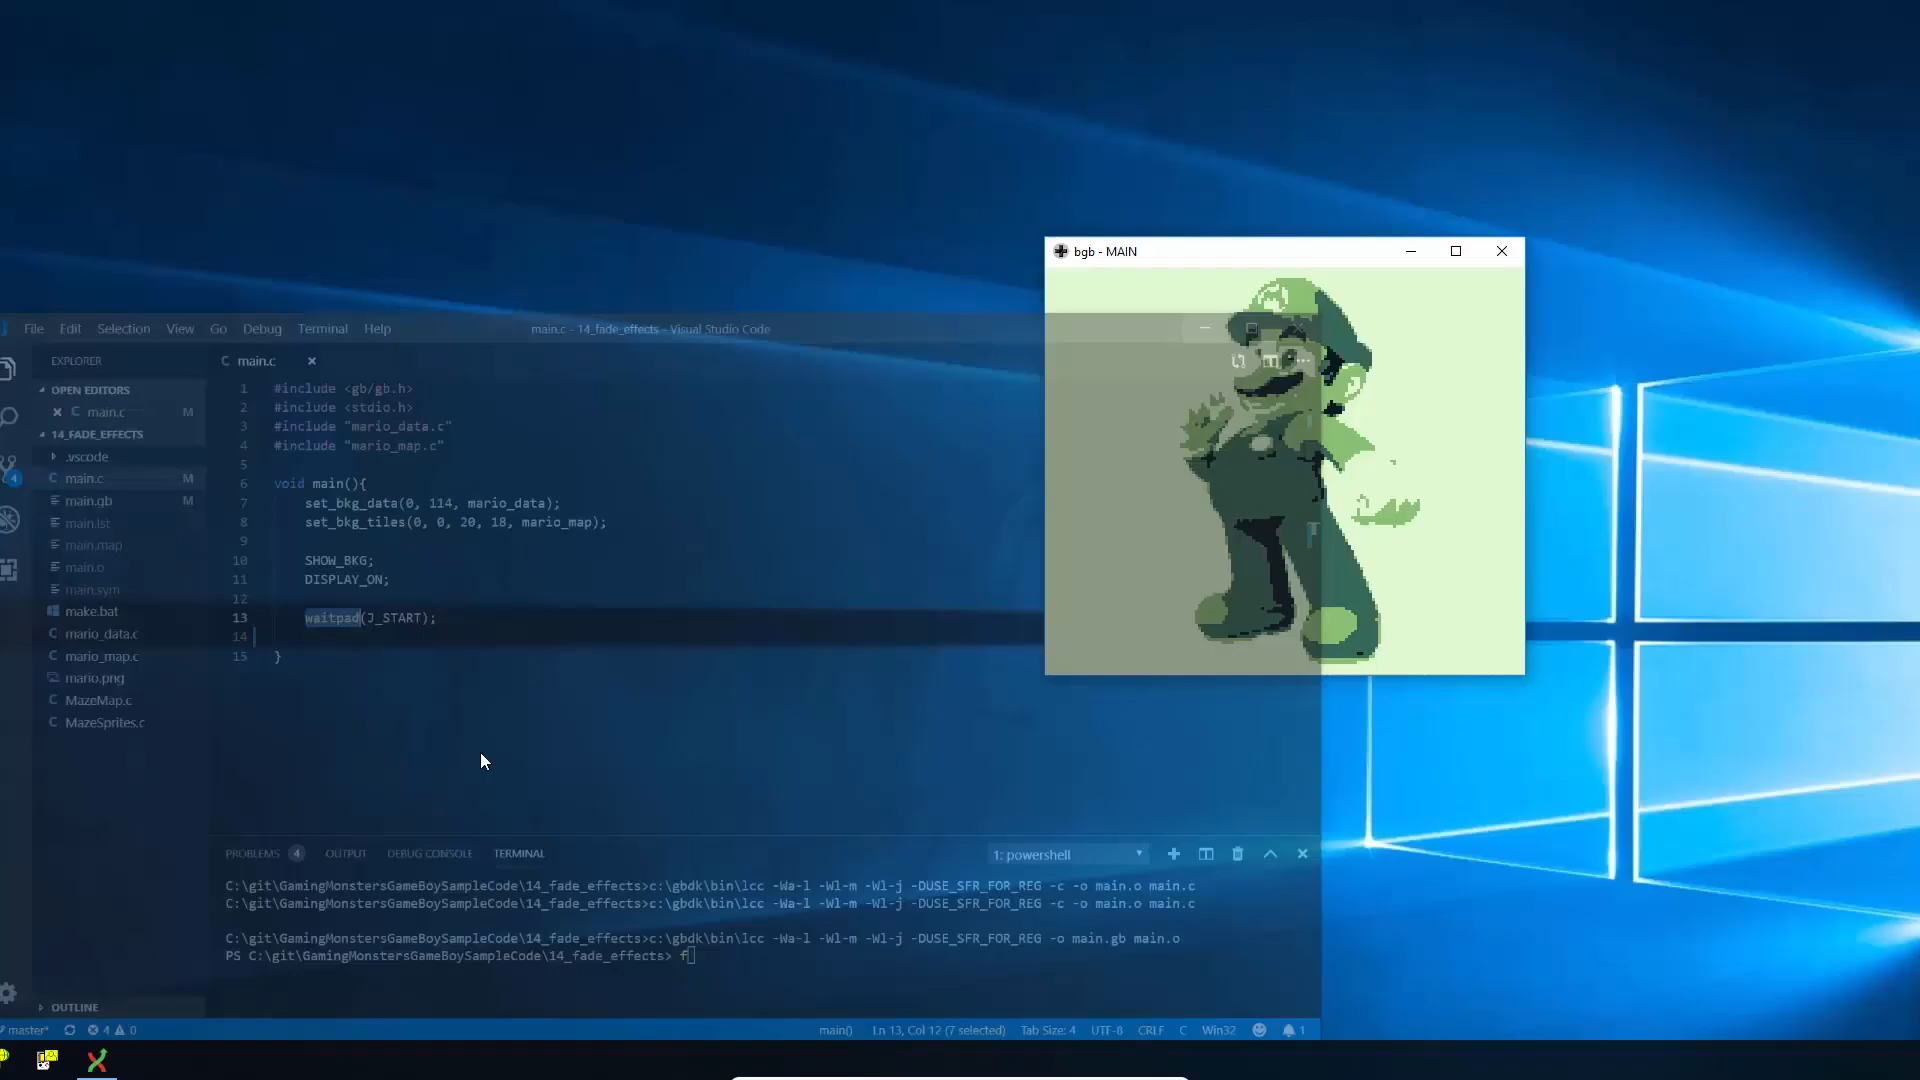 bgb - MAIN
File Edit Selection View Go Debug Terminal Help
main.c - 14_fade_effects - Visual Studio Code
EXPLORER
OPEN EDITORS
main.c M
14_FADE_EFFECTS
.vscode
main.c M
main.gb M
main.lst
main.map
main.o
main.sym
make.bat
mario_data.c
mario_map.c
mario.png
MazeMap.c
MazeSprites.c
OUTLINE
4
C main.c
1 #include <gb/gb.h>
2 #include <stdio.h>
3 #include "mario_data.c"
4 #include "mario_map.c"
5
6 void main(){
7 set_bkg_data(0, 114, mario_data);
8 set_bkg_tiles(0, 0, 20, 18, mario_map);
9
10 SHOW_BKG;
11 DISPLAY_ON;
12
13 waitpad(J_START);
14
15 }
PROBLEMS 4 OUTPUT DEBUG CONSOLE TERMINAL 1: powershell
C:\git\GamingMonstersGameBoySampleCode\14_fade_effects>c:\gbdk\bin\lcc -Wa-l -Wl-m -Wl-j -DUSE_SFR_FOR_REG -c -o main.o main.c
C:\git\GamingMonstersGameBoySampleCode\14_fade_effects>c:\gbdk\bin\lcc -Wa-l -Wl-m -Wl-j -DUSE_SFR_FOR_REG -c -o main.o main.c
C:\git\GamingMonstersGameBoySampleCode\14_fade_effects>c:\gbdk\bin\lcc -Wa-l -Wl-m -Wl-j -DUSE_SFR_FOR_REG -o main.gb main.o
PS C:\git\GamingMonstersGameBoySampleCode\14_fade_effects> f
master* 4 0 main() Ln 13, Col 12 (7 selected) Tab Size: 4 UTF-8 CRLF C Win32 1